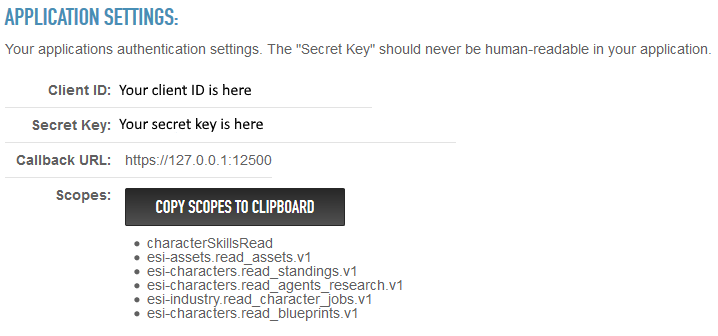 APPLICATION SETTINGS:
Your applications authentication settings. The "Secret Key" should never be human-readable in your application.
Client ID: Your client ID is here
Secret Key: Your secret key is here
Callback URL: https://127.0.0.1:12500
Scopes: COPY SCOPES TO CLIPBOARD
• characterSkillsRead
• esi-assets.read_assets.v1
• esi-characters.read_standings.v1
• esi-characters.read_agents_research.v1
• esi-industry.read_character_jobs.v1
• esi-characters.read_blueprints.v1